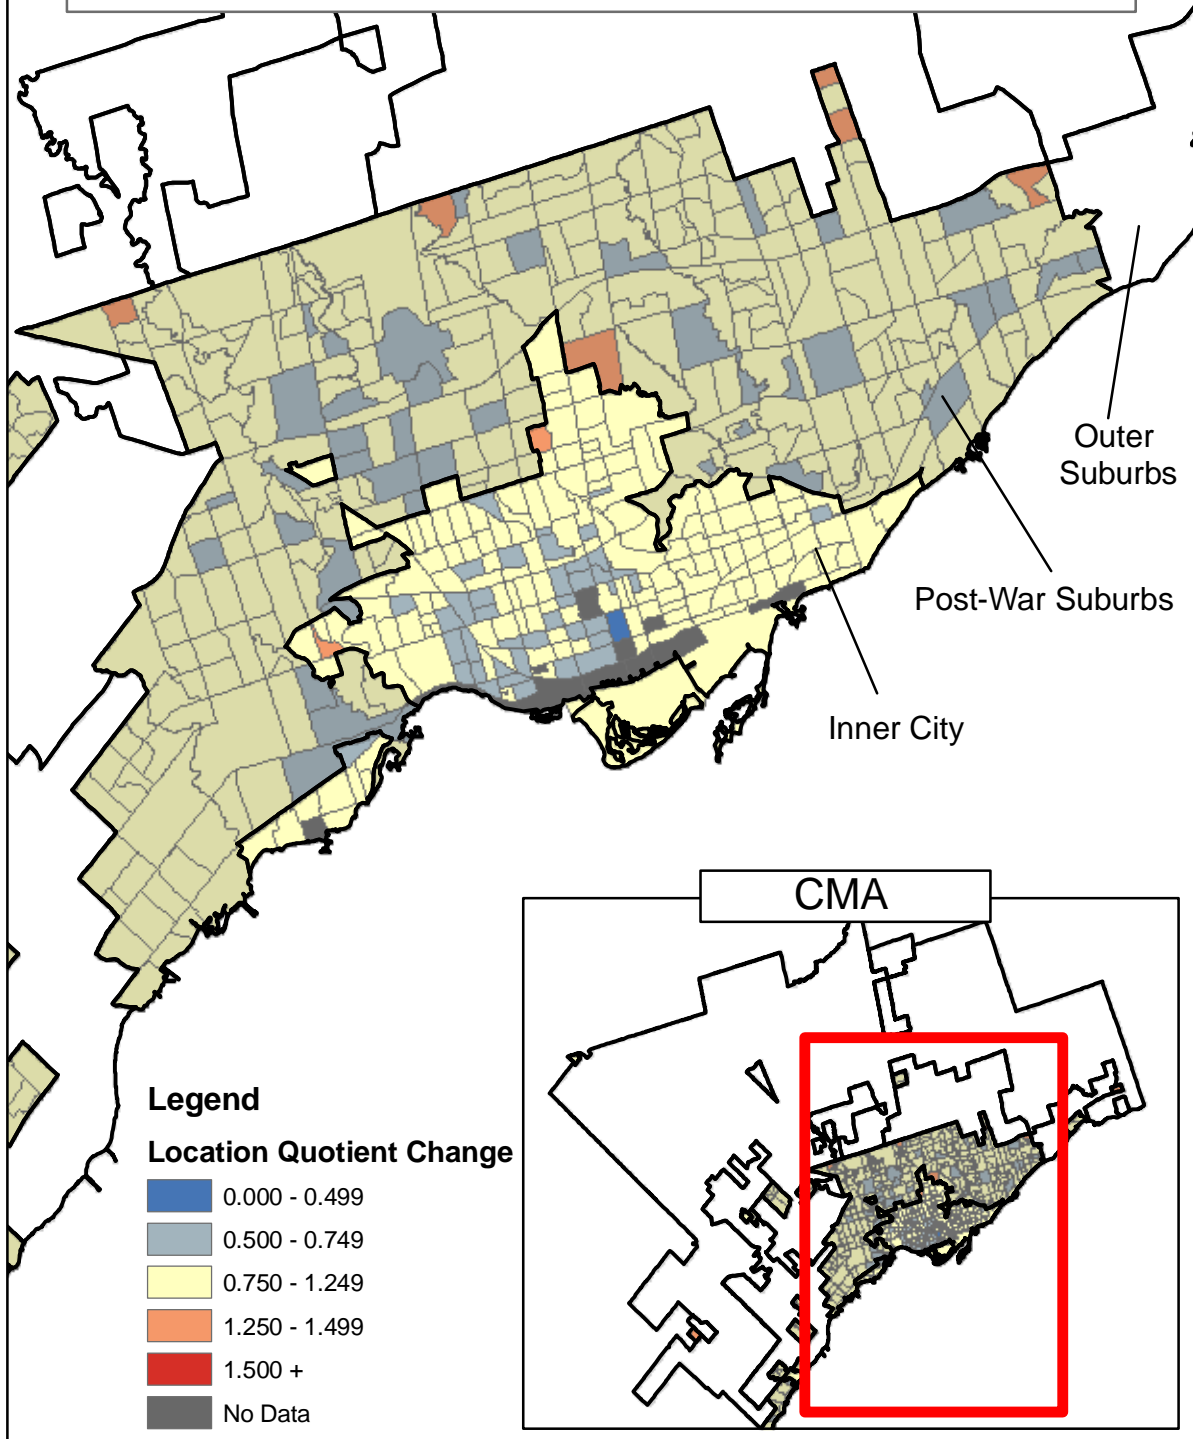 Outer
Suburbs
Post-War Suburbs
Inner City
CMA
Legend
Location Quotient Change
0.000 - 0.499
0.500 - 0.749
0.750 - 1.249
1.250 - 1.499
1.500 +
No Data